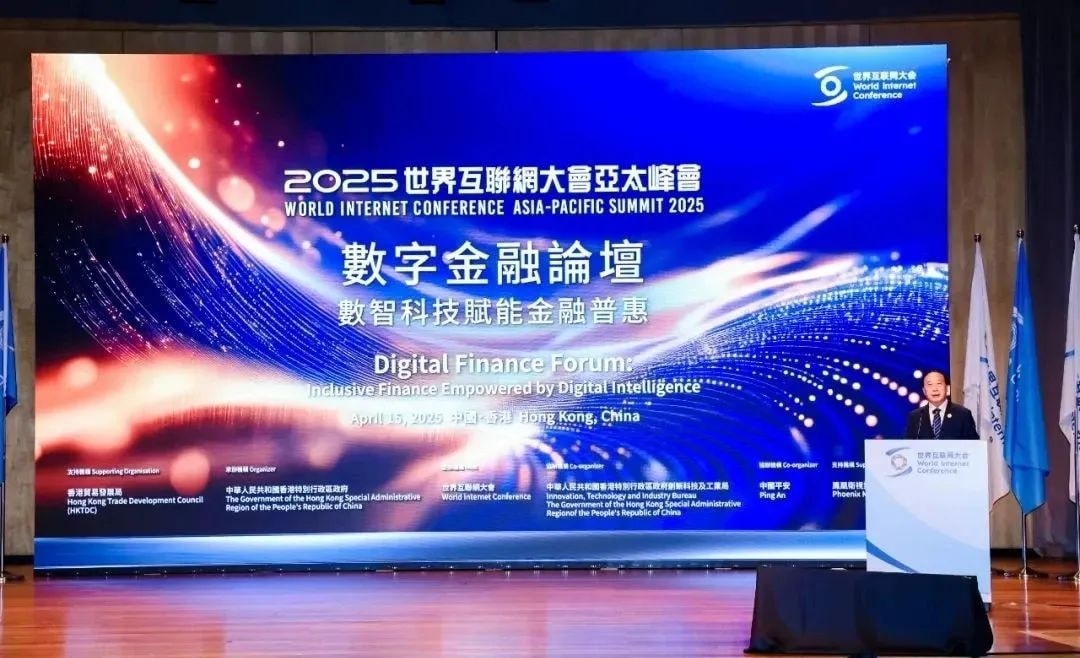 世界互联网大会
World Internet
Conference
2025世界互聯網大會亞太峰會
WORLD INTERNET CONFERENCE ASIA-PACIFIC SUMMIT 2025
數字金融論壇
數智科技賦能金融普惠
Digital Finance Forum:
Inclusive Finance Empowered by Digital Intelligence
April 15, 2025 中國·香港 Hong Kong, China
支持機構 Supporting Organisation
香港貿易發展局
Hong Kong Trade Development Council
(HKTDC)
承辦機構 Organizer
中華人民共和國香港特別行政區政府
The Government of the Hong Kong Special Administrative
Region of the People's Republic of China
世界互聯網大會
World Internet Conference
協辦機構 Co-organizer
中華人民共和國香港特別行政區政府創新科技及工業局
Innovation, Technology and Industry Bureau
The Government of the Hong Kong Special Administrative
Regionof the People's Republic of China
協辦機構 Co-organizer
中國平安
Ping An
支持機構
鳳凰衛視
Phoenix
世界互联网大会
World Internet
Conference